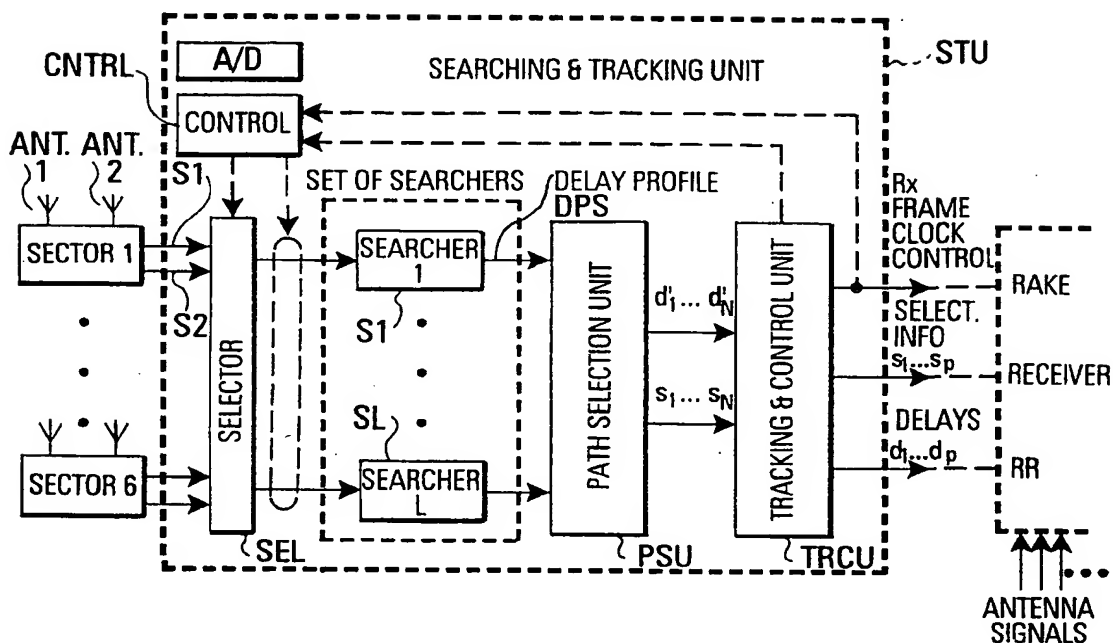 A/D
SEARCHING & TRACKING UNIT
STU
CNTRL
CONTROL
ANT.
1
ANT.
2
S1
SET OF SEARCHERS
DELAY PROFILE
DPS
Rx
FRAME
CLOCK
CONTROL
SECTOR 1
S2
SELECTOR
SEARCHER
1
S1
PATH SELECTION UNIT
d'1 ... d'N
s1 ... sN
TRACKING & CONTROL UNIT
RAKE
SELECT.
INFO
s1...sp
RECEIVER
DELAYS
d1...dp
RR
SECTOR 6
SL
SEARCHER
L
SEL
PSU
TRCU
ANTENNA
SIGNALS